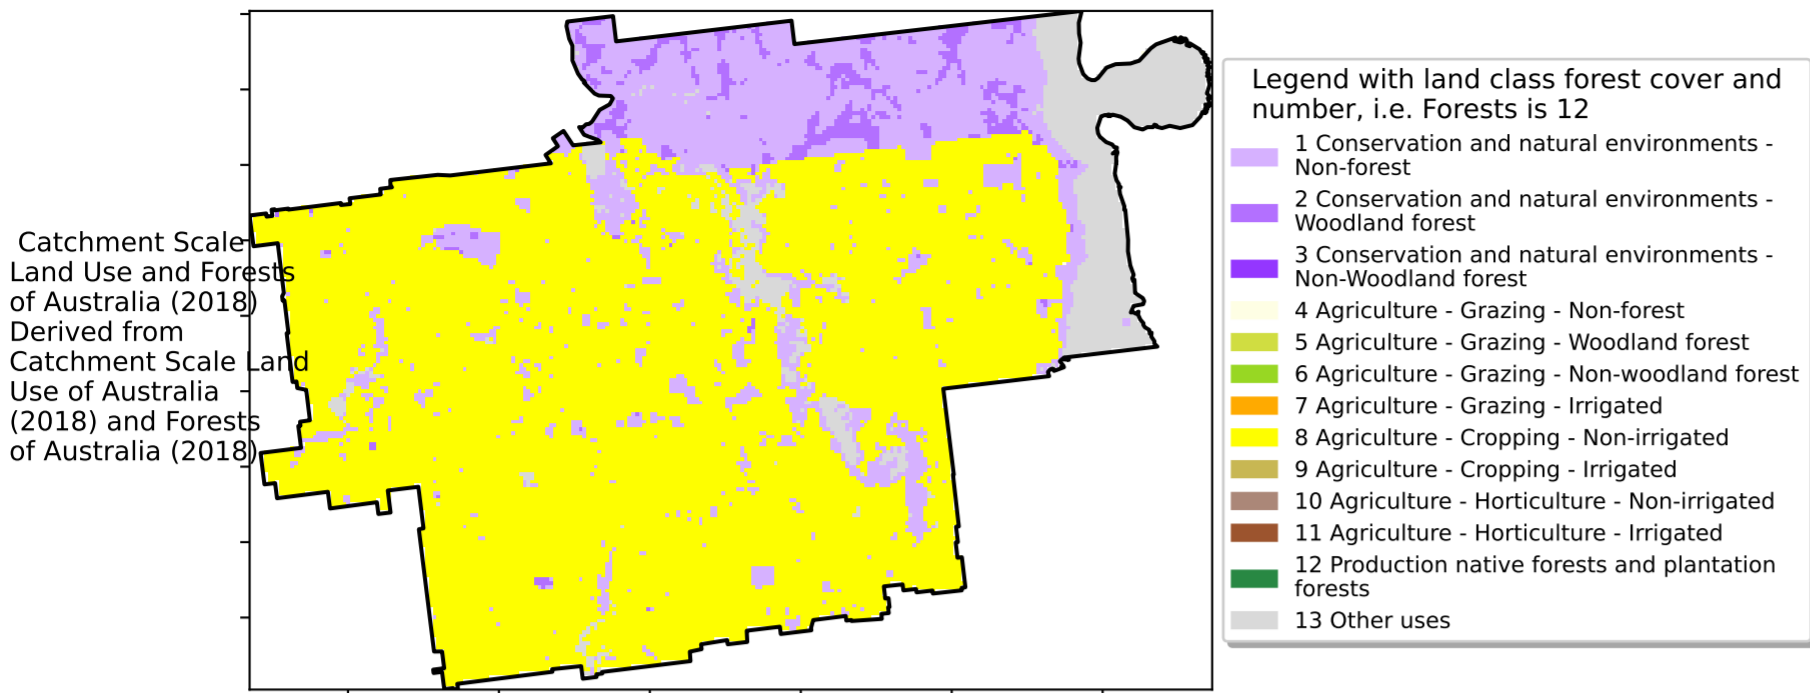 Catchment Scale
Land Use and Forests
of Australia (2018)
Derived from
Catchment Scale Land
Use of Australia
(2018) and Forests
of Australia (2018)
Legend with land class forest cover and
number, i.e. Forests is 12
1 Conservation and natural environments -
Non-forest
2 Conservation and natural environments -
Woodland forest
3 Conservation and natural environments -
Non-Woodland forest
4 Agriculture - Grazing - Non-forest
5 Agriculture - Grazing - Woodland forest
6 Agriculture - Grazing - Non-woodland forest
7 Agriculture - Grazing - Irrigated
8 Agriculture - Cropping - Non-irrigated
9 Agriculture - Cropping - Irrigated
10 Agriculture - Horticulture - Non-irrigated
11 Agriculture - Horticulture - Irrigated
12 Production native forests and plantation
forests
13 Other uses